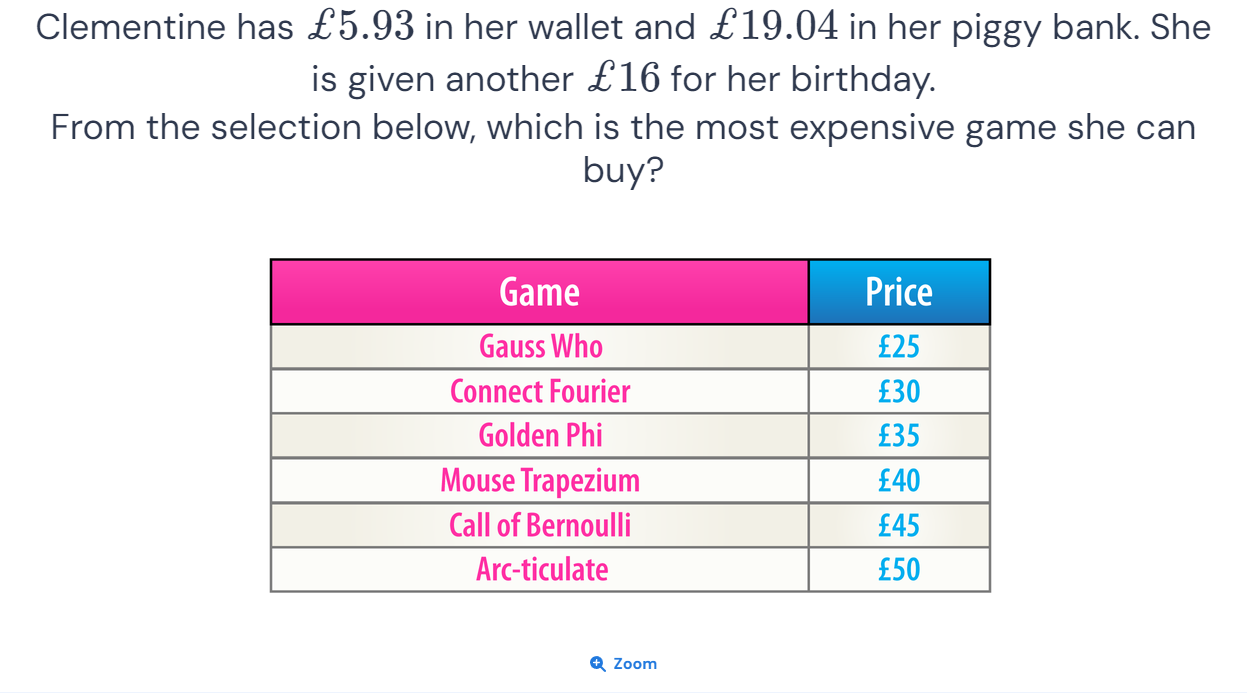 Clementine has £5.93 in her wallet and £19.04 in her piggy bank. She
is given another £16 for her birthday.
From the selection below, which is the most expensive game she can
buy?
Game Price
Gauss Who £25
Connect Fourier £30
Golden Phi £35
Mouse Trapezium £40
Call of Bernoulli £45
Arc-ticulate £50
Zoom